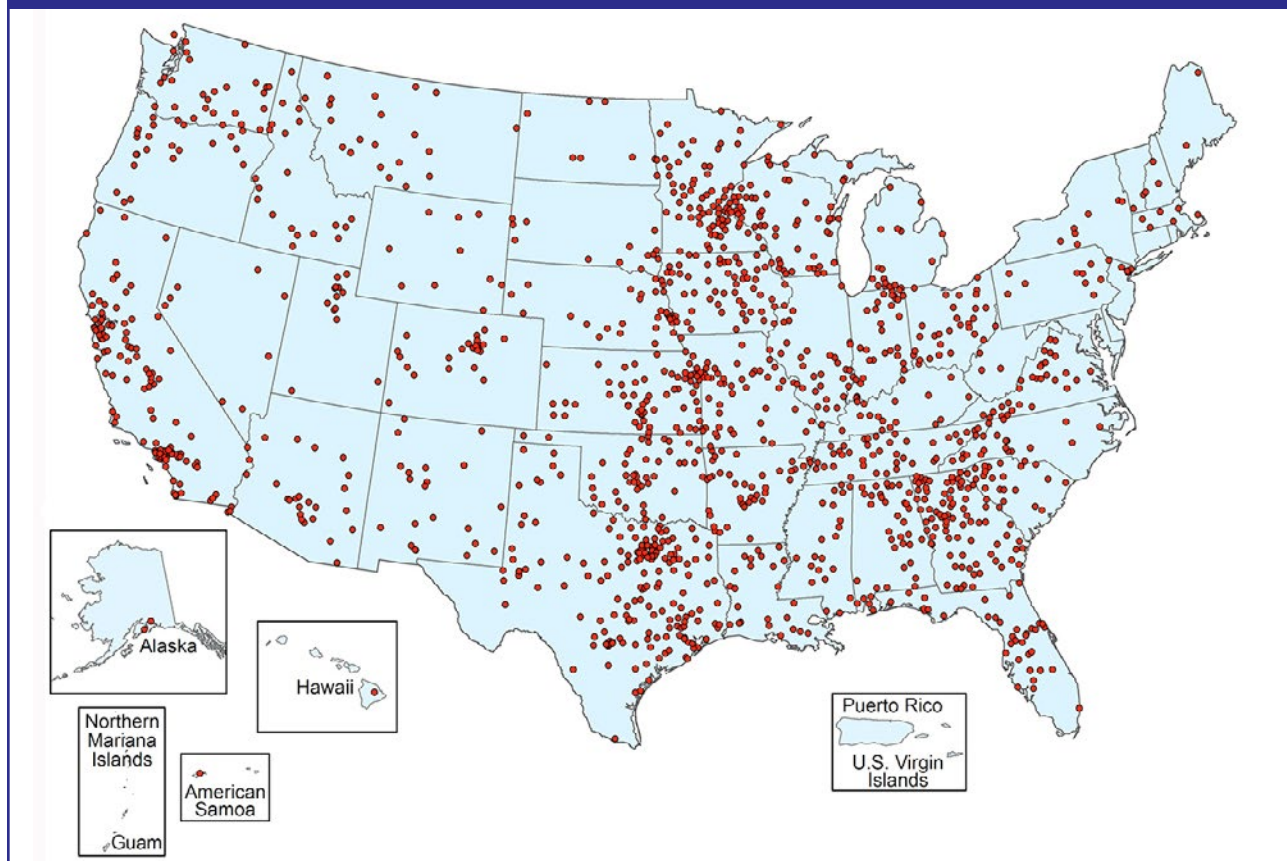 Alaska
Hawaii
Northern
Mariana
Islands
Guam
American
Samoa
Puerto Rico
U.S. Virgin
Islands